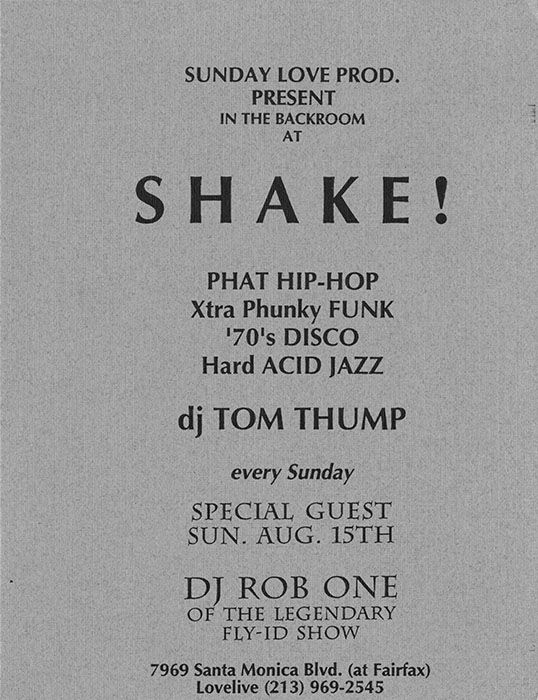 SUNDAY LOVE PROD.
PRESENT
IN THE BACKROOM
AT
SHAKE!
PHAT HIP-HOP
Xtra Phunky FUNK
'70's DISCO
Hard ACID JAZZ
dj TOM THUMP
every Sunday
SPECIAL GUEST
SUN. AUG. 15TH
DJ ROB ONE
OF THE LEGENDARY
FLY-ID SHOW
7969 Santa Monica Blvd. (at Fairfax)
Lovelive (213) 969-2545